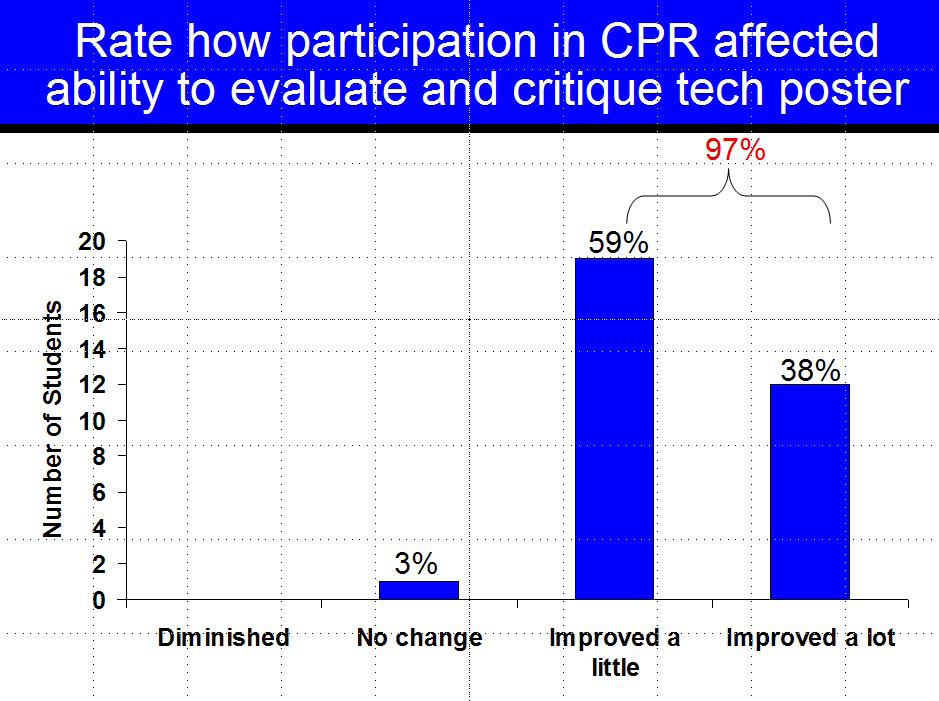 Rate how participation in CPR affected
ability to evaluate and critique tech poster
97%
59%
38%
3%
20
18
16
14
12
10
8
6
4
2
0
Number of Students
Diminished
No change
Improved a
little
Improved a lot